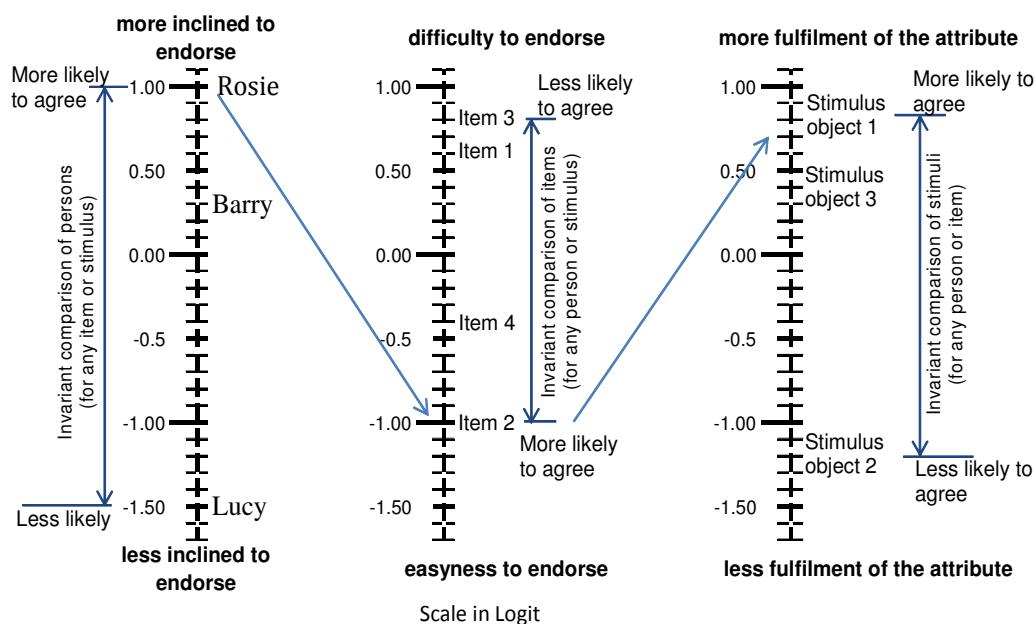 more inclined to
endorse
More likely
to agree
1.00
Rosie
0.50
Barry
0.00
-0.5
-1.00
-1.50
Lucy
Less likely
Invariant comparison of persons
(for any item or stimulus)
less inclined to
endorse
difficulty to endorse
Less likely
to agree
1.00
Item 3
Item 1
0.50
0.00
Item 4
-0.5
-1.00
Item 2
More likely
to agree
-1.50
Invariant comparison of items
(for any person or stimulus)
easyness to endorse
more fulfilment of the attribute
More likely to
agree
1.00
Stimulus
object 1
0.50
Stimulus
object 3
0.00
-0.5
-1.00
Stimulus
object 2
Less likely to
agree
-1.50
Invariant comparison of stimuli
(for any person or item)
less fulfilment of the attribute
Scale in Logit